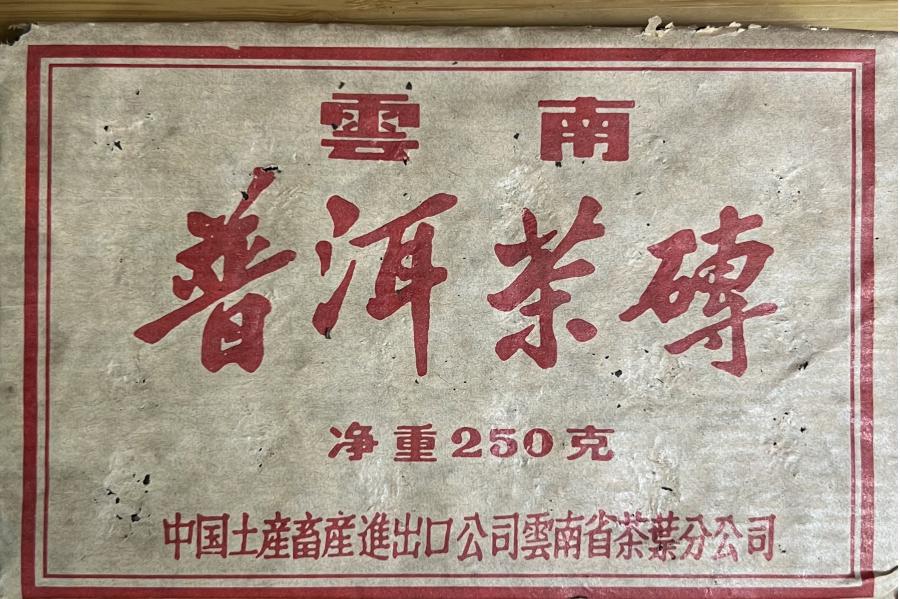 雲南
普洱茶磚
净重250克
中国土産畜産進出口公司雲南省茶葉分公司